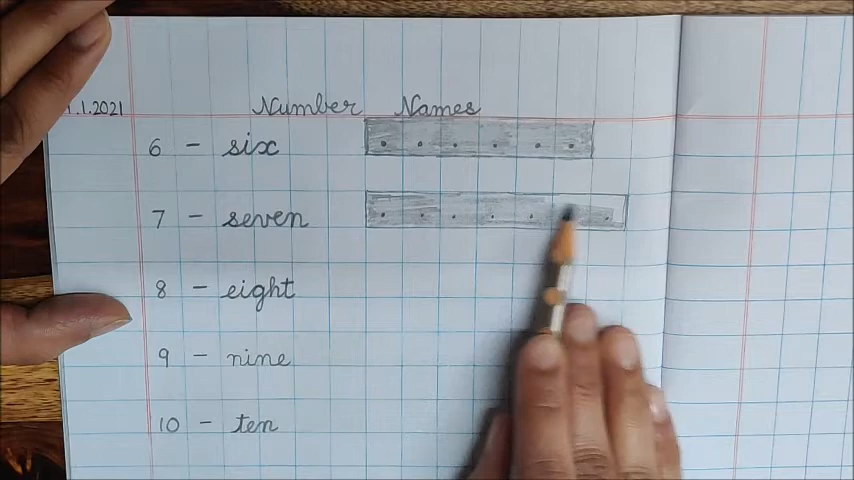 1.1.2021 Number Names
6 - six
7 - seven
8 - eight
9 - nine
10 - ten